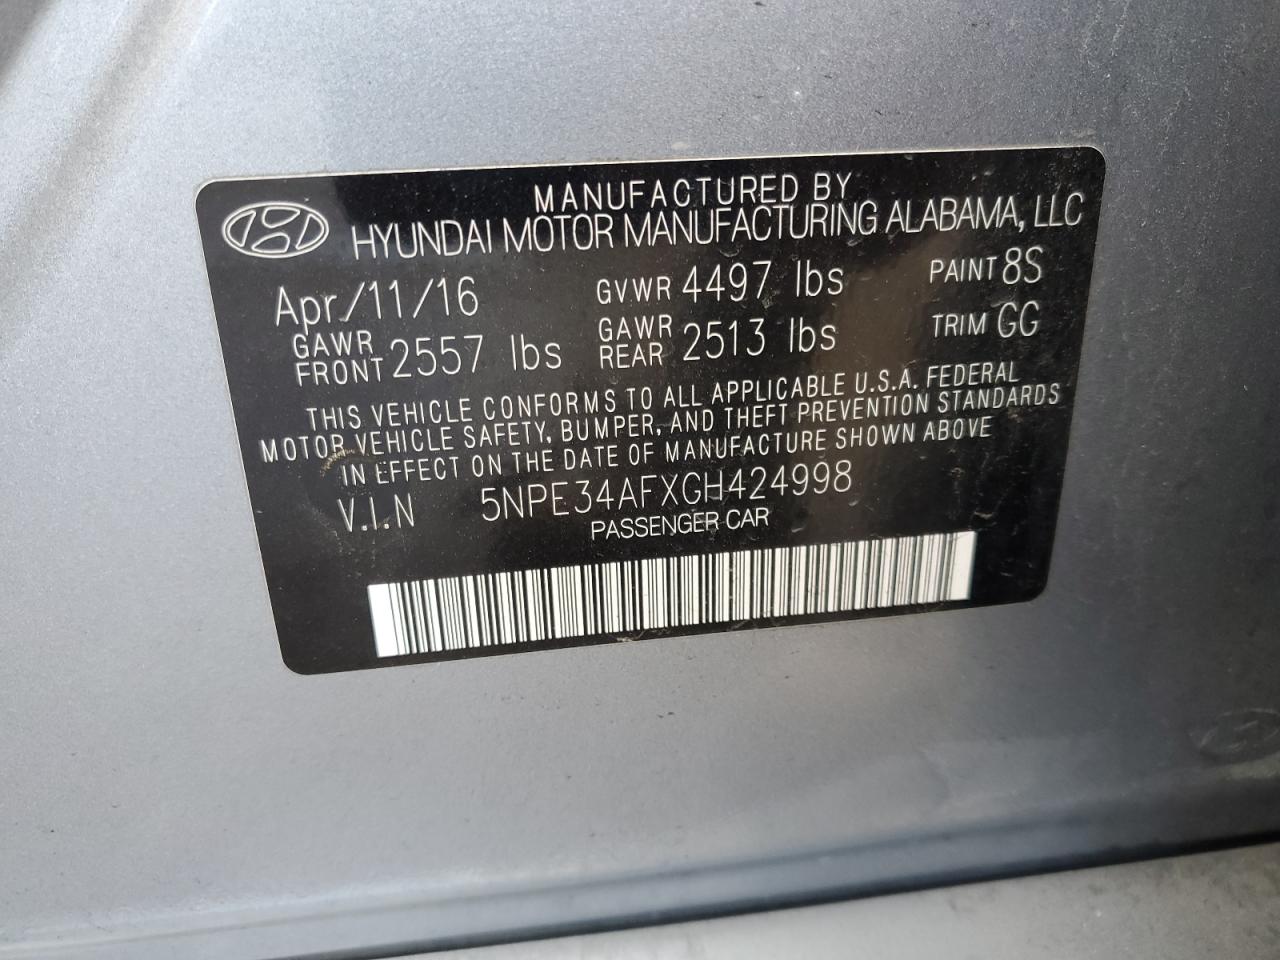 MANUFACTURED BY
HYUNDAI MOTOR MANUFACTURING ALABAMA, LLC
Apr/11/16 GVWR 4497 lbs PAINT 8S
GAWR FRONT 2557 lbs GAWR REAR 2513 lbs TRIM GG
THIS VEHICLE CONFORMS TO ALL APPLICABLE U.S.A. FEDERAL
MOTOR VEHICLE SAFETY, BUMPER, AND THEFT PREVENTION STANDARDS
IN EFFECT ON THE DATE OF MANUFACTURE SHOWN ABOVE
V.I.N 5NPE34AFXGH424998
PASSENGER CAR